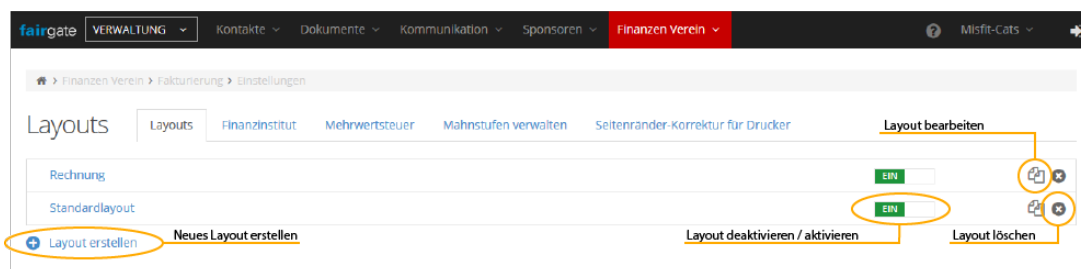 fairgate VERWALTUNG Kontakte Dokumente Kommunikation Sponsoren Finanzen Verein Misfit-Cats
> Finanzen Verein > Fakturierung > Einstellungen
Layouts Layouts Finanzinstitut Mehrwertsteuer Mahnstufen verwalten Seitenränder-Korrektur für Drucker Layout bearbeiten
Rechnung EIN
Standardlayout EIN
Layout erstellen Neues Layout erstellen Layout deaktivieren / aktivieren Layout löschen